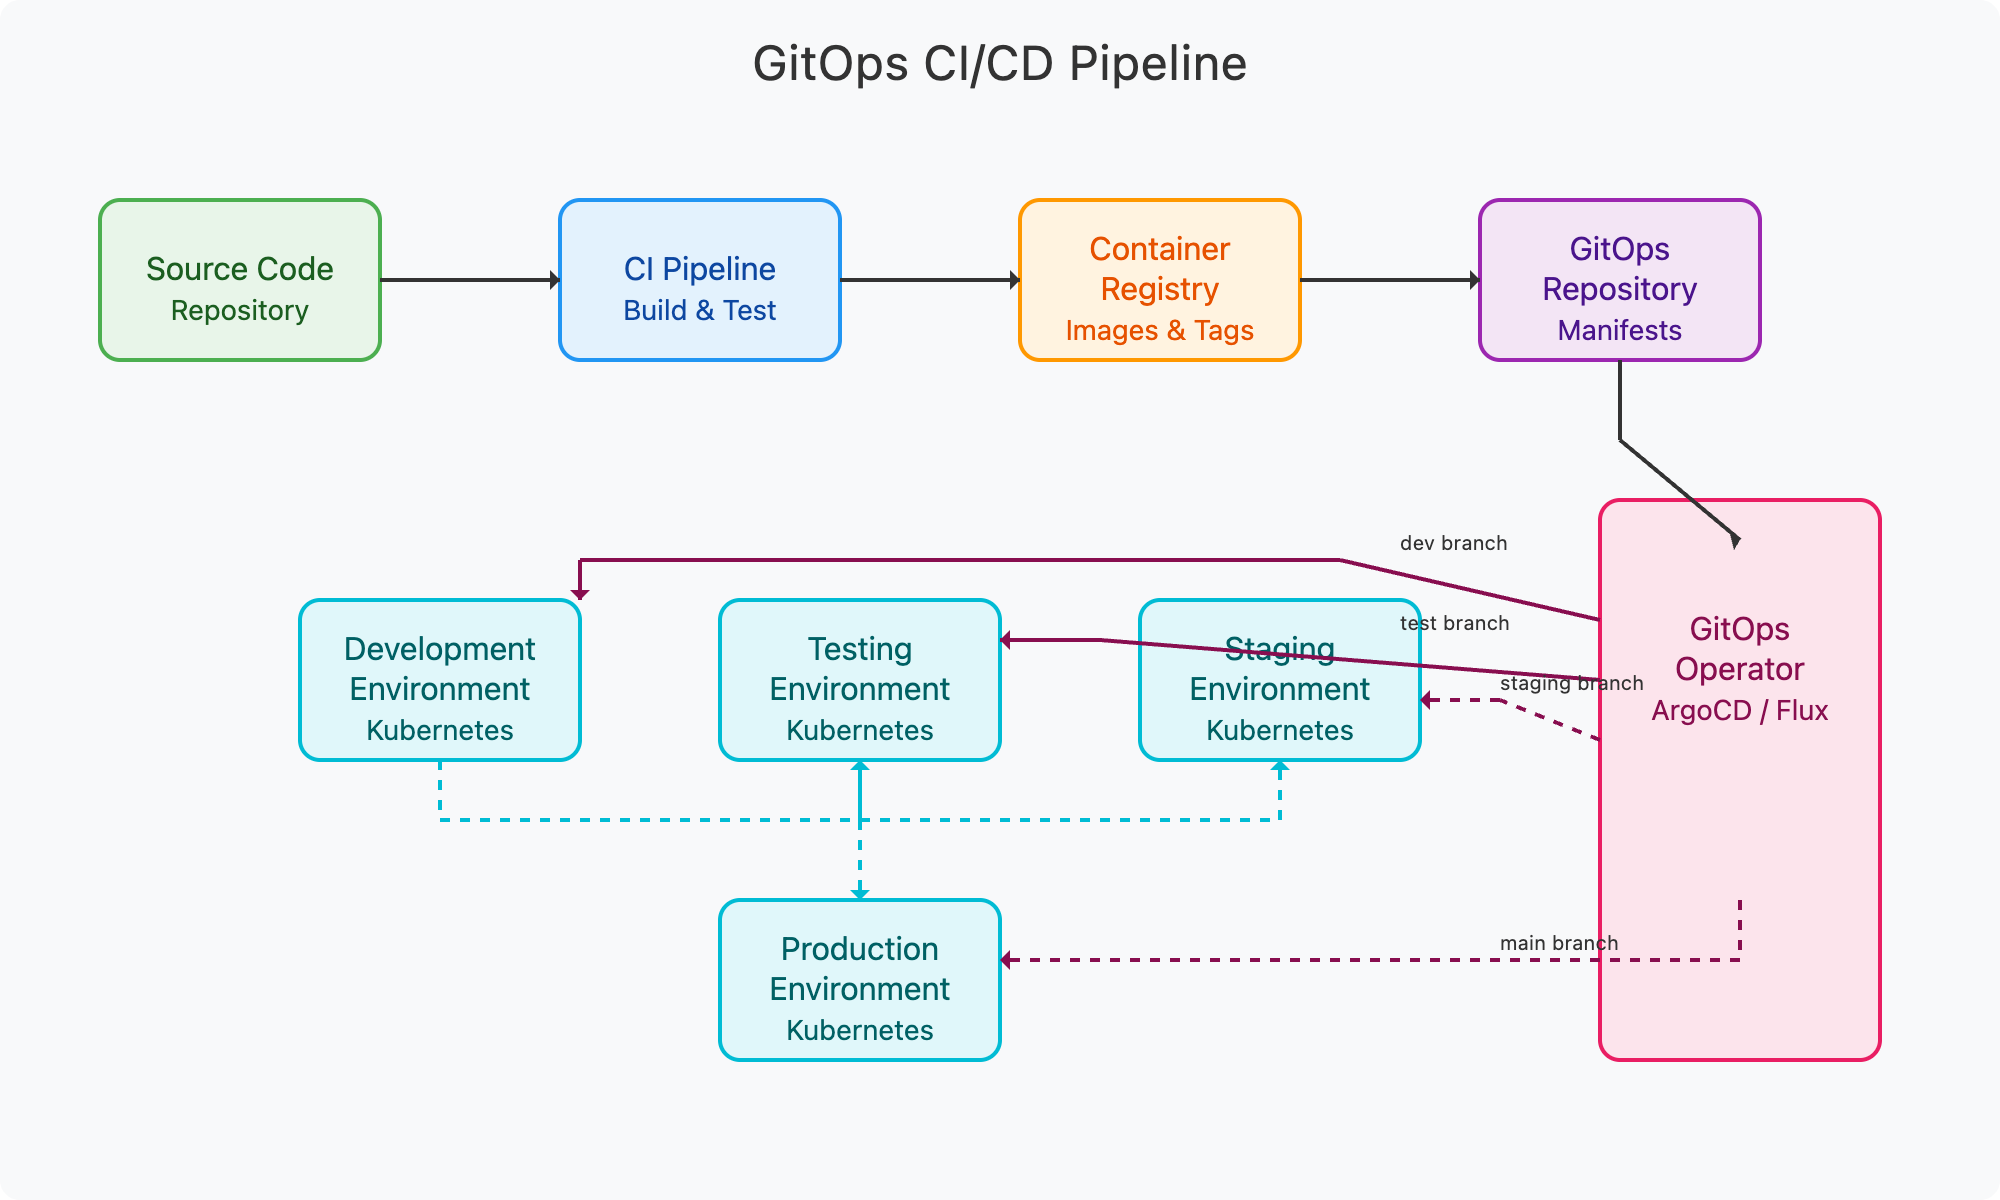 GitOps CI/CD Pipeline
Source Code
Repository
CI Pipeline
Build & Test
Container
Registry
Images & Tags
GitOps
Repository
Manifests
dev branch
test branch
staging branch
main branch
GitOps
Operator
ArgoCD / Flux
Development
Environment
Kubernetes
Testing
Environment
Kubernetes
Staging
Environment
Kubernetes
Production
Environment
Kubernetes